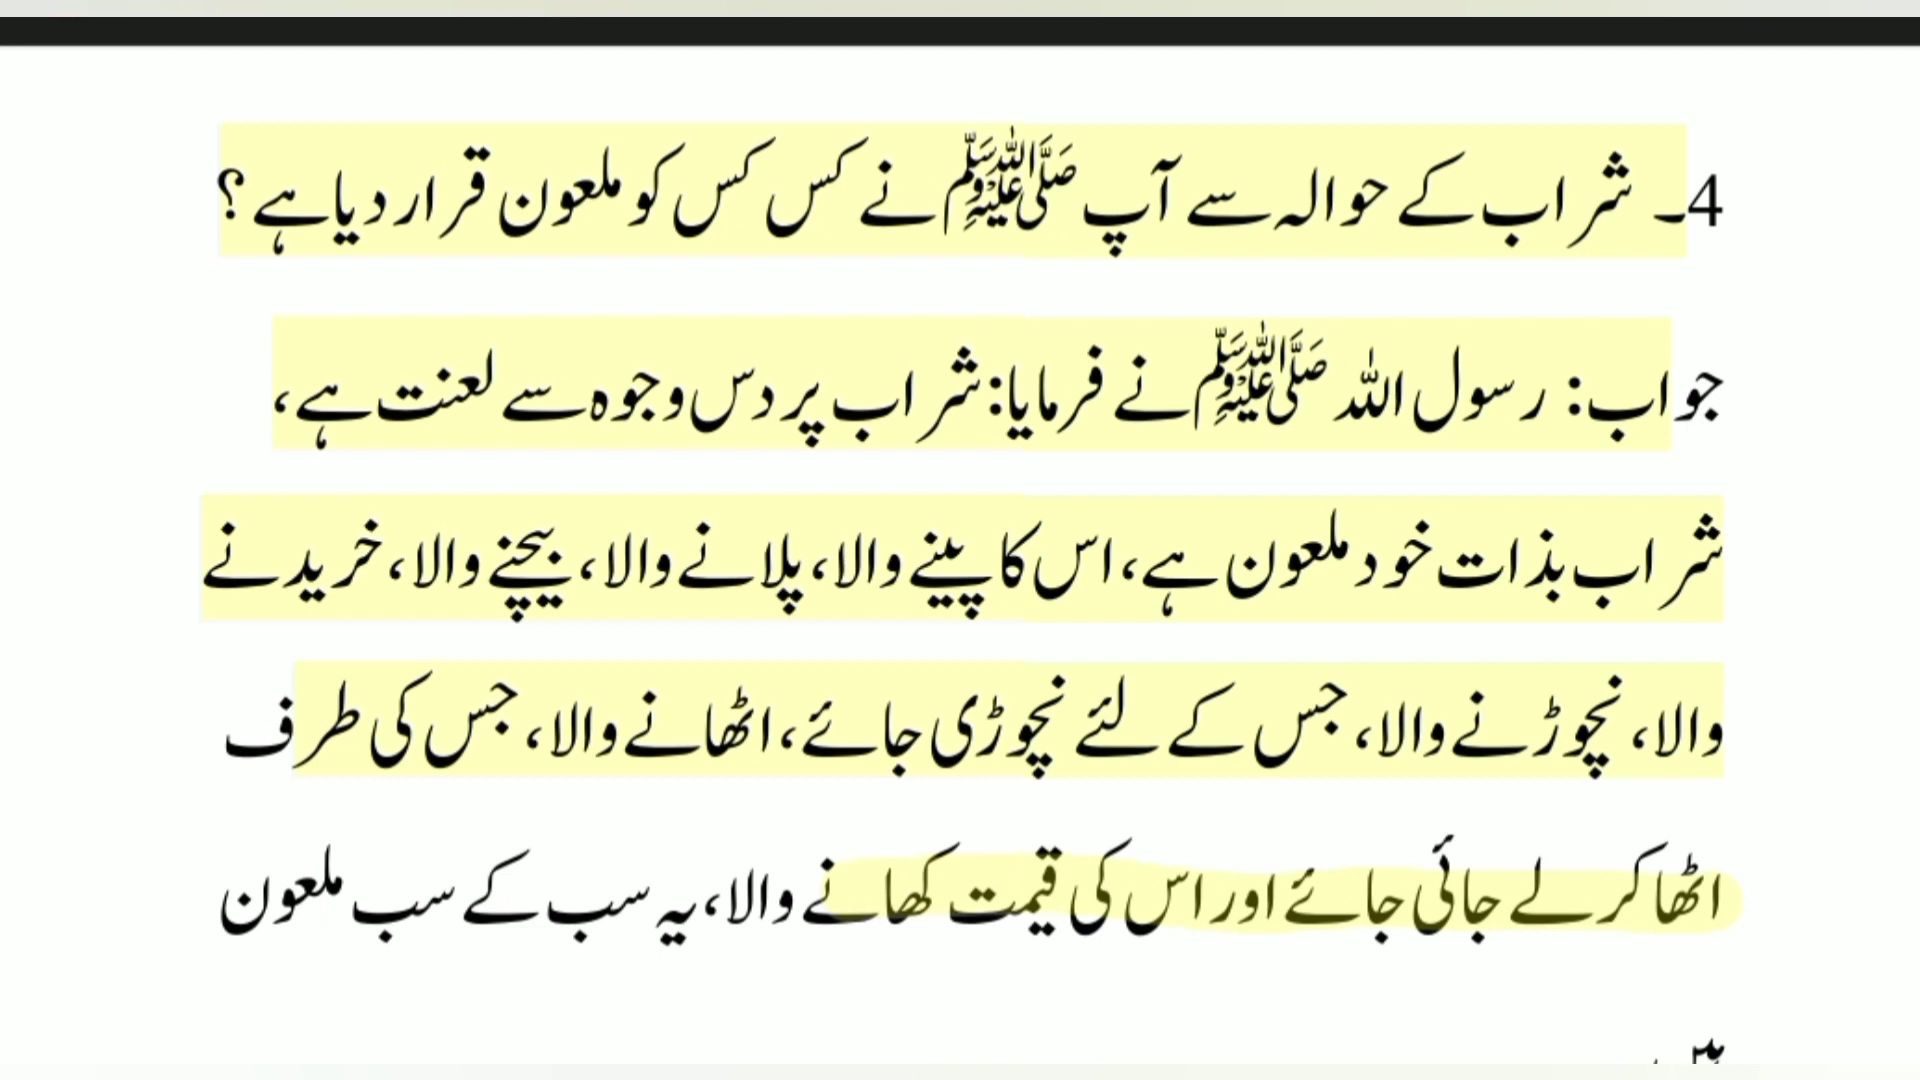 4۔ شراب کے حوالہ سے آپ ﷺ نے کس کس کو ملعون قرار دیا ہے؟
جواب: رسول اللہ ﷺ نے فرمایا: شراب پر دس وجوہ سے لعنت ہے،
شراب بذات خود ملعون ہے، اس کا پینے والا، پلانے والا، بیچنے والا، خریدنے
والا، نچوڑنے والا، جس کے لئے نچوڑی جائے، اٹھانے والا، جس کی طرف
اٹھا کر لے جائی جائے اور اس کی قیمت کھانے والا، یہ سب کے سب ملعون